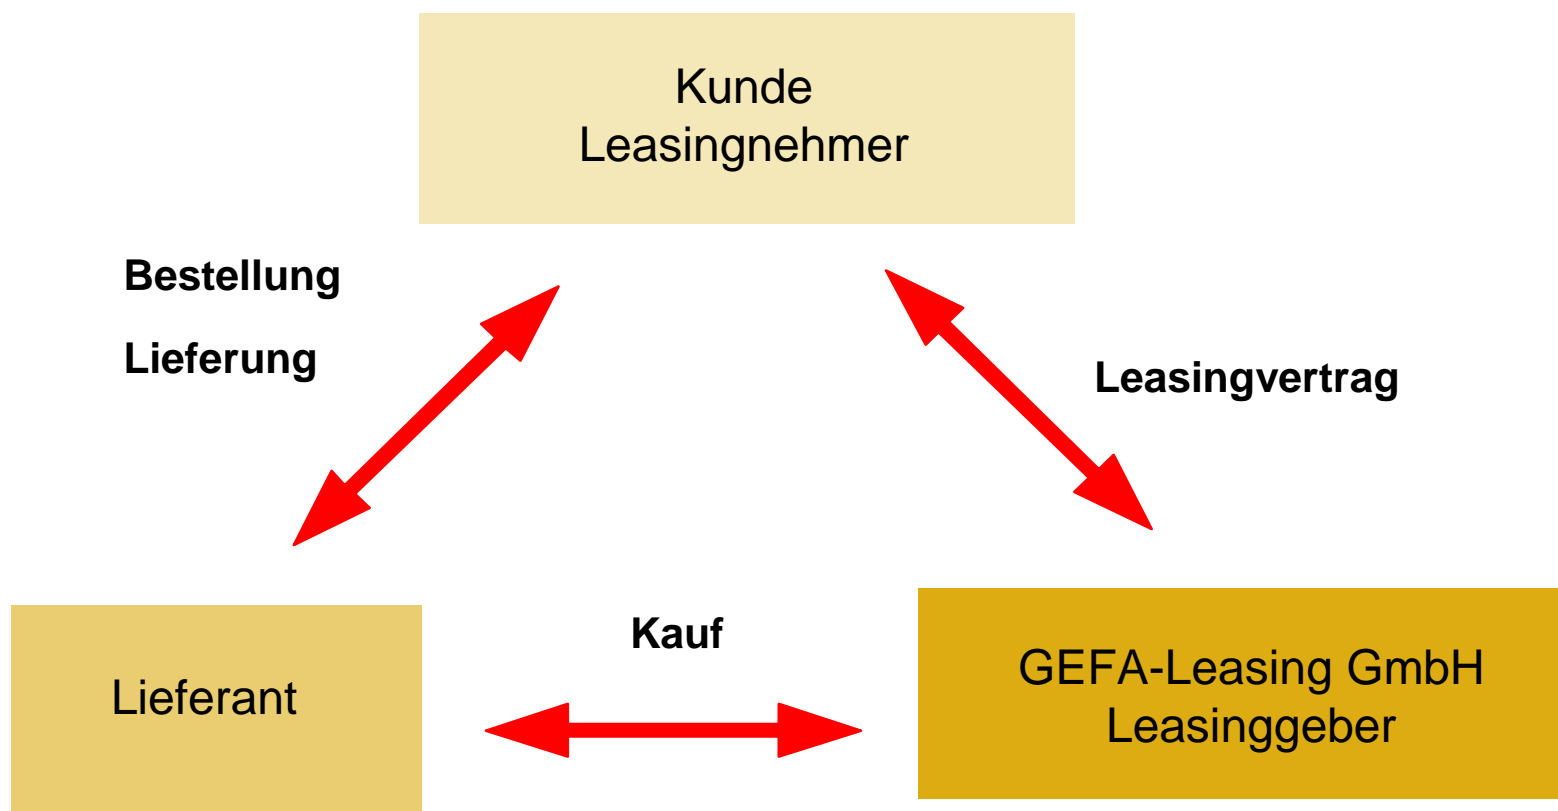 Kunde
Leasingnehmer
Bestellung
Lieferung
Leasingvertrag
Kauf
Lieferant
GEFA-Leasing GmbH
Leasinggeber